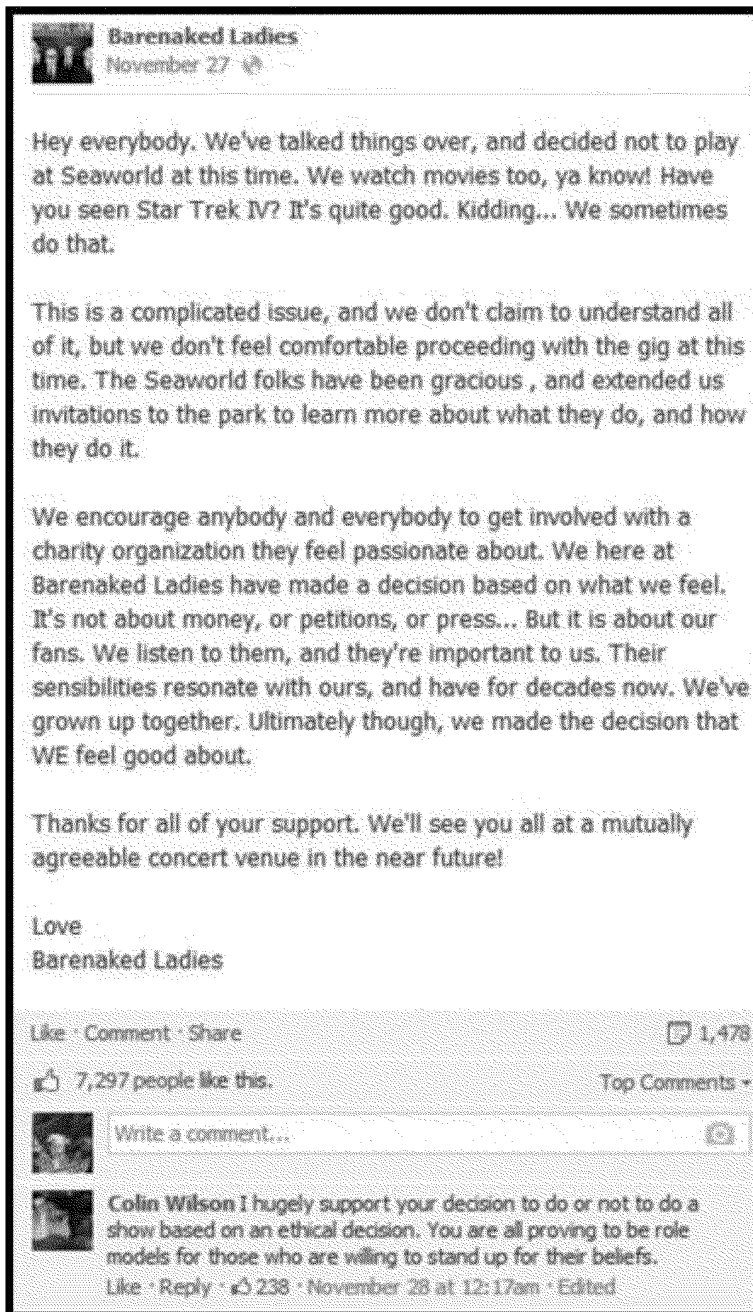 Barenaked Ladies
November 27
Hey everybody. We've talked things over, and decided not to play
at Seaworld at this time. We watch movies too, ya know! Have
you seen Star Trek IV? It's quite good. Kidding... We sometimes
do that.
This is a complicated issue, and we don't claim to understand all
of it, but we don't feel comfortable proceeding with the gig at this
time. The Seaworld folks have been gracious , and extended us
invitations to the park to learn more about what they do, and how
they do it.
We encourage anybody and everybody to get involved with a
charity organization they feel passionate about. We here at
Barenaked Ladies have made a decision based on what we feel.
It's not about money, or petitions, or press... But it is about our
fans. We listen to them, and they're important to us. Their
sensibilities resonate with ours, and have for decades now. We've
grown up together. Ultimately though, we made the decision that
WE feel good about.
Thanks for all of your support. We'll see you all at a mutually
agreeable concert venue in the near future!
Love
Barenaked Ladies
Like · Comment · Share 1,478
7,297 people like this. Top Comments
Write a comment...
Colin Wilson I hugely support your decision to do or not to do a
show based on an ethical decision. You are all proving to be role
models for those who are willing to stand up for their beliefs.
Like · Reply · 238 · November 28 at 12:17am · Edited